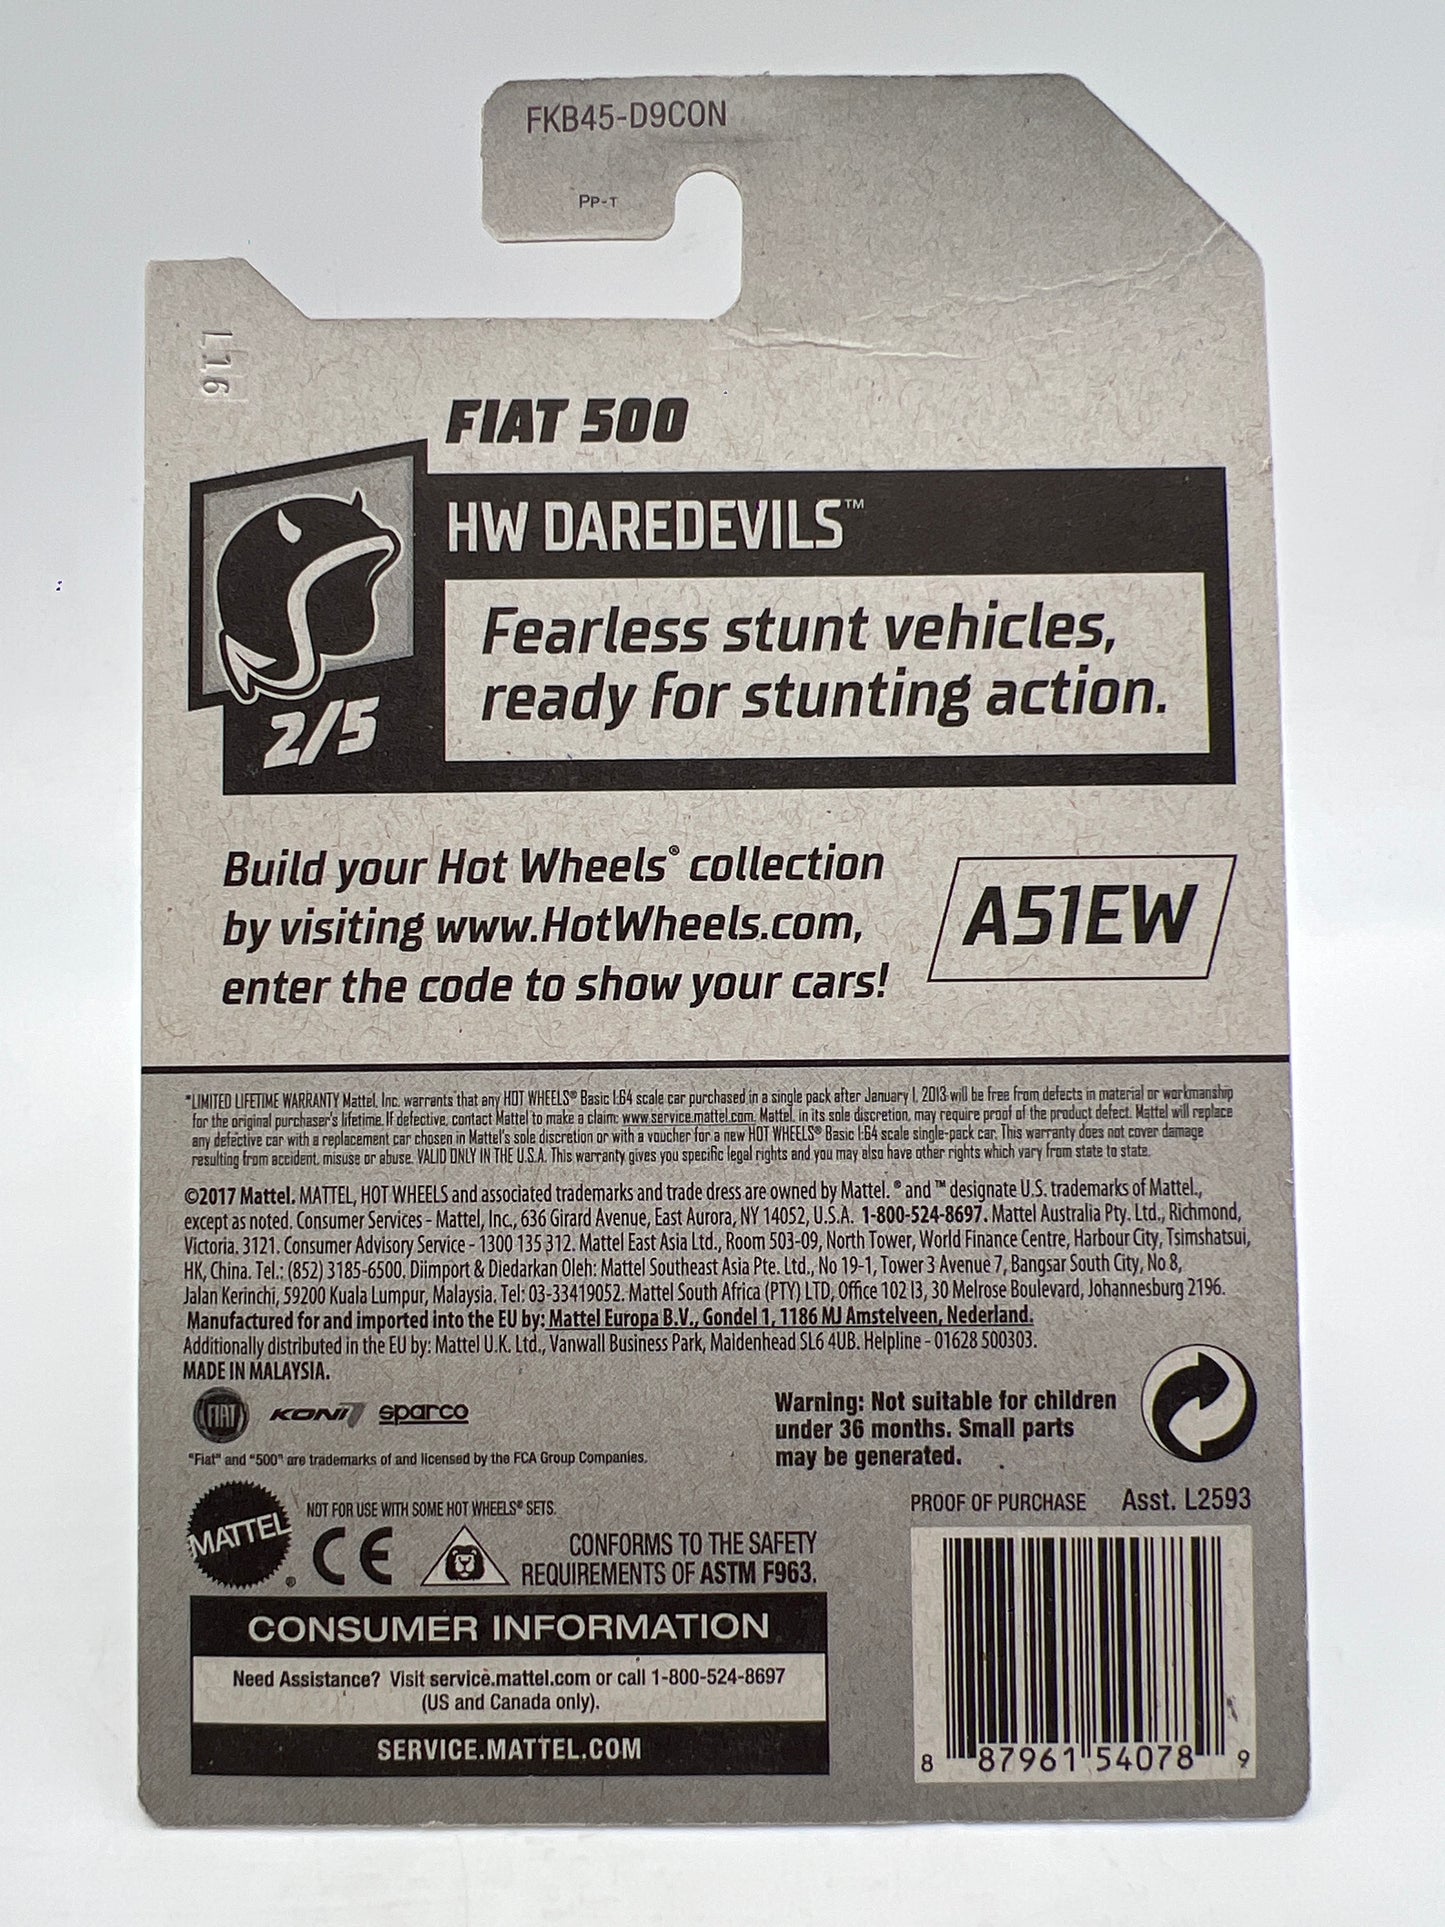 FKB45-D9CON
PP-T
L16
FIAT 500
HW DAREDEVILS™
Fearless stunt vehicles,
ready for stunting action.
2/5
Build your Hot Wheels® collection
by visiting www.HotWheels.com,
enter the code to show your cars!
A51EW
*LIMITED LIFETIME WARRANTY Mattel, Inc. warrants that any HOT WHEELS® Basic 1:64 scale car purchased in a single pack after January 1, 2013 will be free from defects in material or workmanship
for the original purchaser's lifetime. If defective, contact Mattel to make a claim: www.service.mattel.com. Mattel, in its sole discretion, may require proof of the product defect. Mattel will replace
any defective car with a replacement car chosen in Mattel's sole discretion or with a voucher for a new HOT WHEELS® Basic 1:64 scale single-pack car. This warranty does not cover damage
resulting from accident, misuse or abuse. VALID ONLY IN THE U.S.A. This warranty gives you specific legal rights and you may also have other rights which vary from state to state.
©2017 Mattel. MATTEL, HOT WHEELS and associated trademarks and trade dress are owned by Mattel. ® and ™ designate U.S. trademarks of Mattel.,
except as noted. Consumer Services - Mattel, Inc., 636 Girard Avenue, East Aurora, NY 14052, U.S.A. 1-800-524-8697. Mattel Australia Pty. Ltd., Richmond,
Victoria. 3121. Consumer Advisory Service - 1300 135 312. Mattel East Asia Ltd., Room 503-09, North Tower, World Finance Centre, Harbour City, Tsimshatsui,
HK, China. Tel.: (852) 3185-6500. Diimport & Diedarkan Oleh: Mattel Southeast Asia Pte. Ltd., No 19-1, Tower 3 Avenue 7, Bangsar South City, No 8,
Jalan Kerinchi, 59200 Kuala Lumpur, Malaysia. Tel: 03-33419052. Mattel South Africa (PTY) LTD, Office 102 I3, 30 Melrose Boulevard, Johannesburg 2196.
Manufactured for and imported into the EU by: Mattel Europa B.V., Gondel 1, 1186 MJ Amstelveen, Nederland.
Additionally distributed in the EU by: Mattel U.K. Ltd., Vanwall Business Park, Maidenhead SL6 4UB. Helpline - 01628 500303.
MADE IN MALAYSIA.
FIAT KONI sparco
"Fiat" and "500" are trademarks of and licensed by the FCA Group Companies.
Warning: Not suitable for children
under 36 months. Small parts
may be generated.
PROOF OF PURCHASE Asst. L2593
MATTEL®
NOT FOR USE WITH SOME HOT WHEELS® SETS.
CE
CONFORMS TO THE SAFETY
REQUIREMENTS OF ASTM F963.
CONSUMER INFORMATION
Need Assistance? Visit service.mattel.com or call 1-800-524-8697
(US and Canada only).
SERVICE.MATTEL.COM
8 87961 54078 9